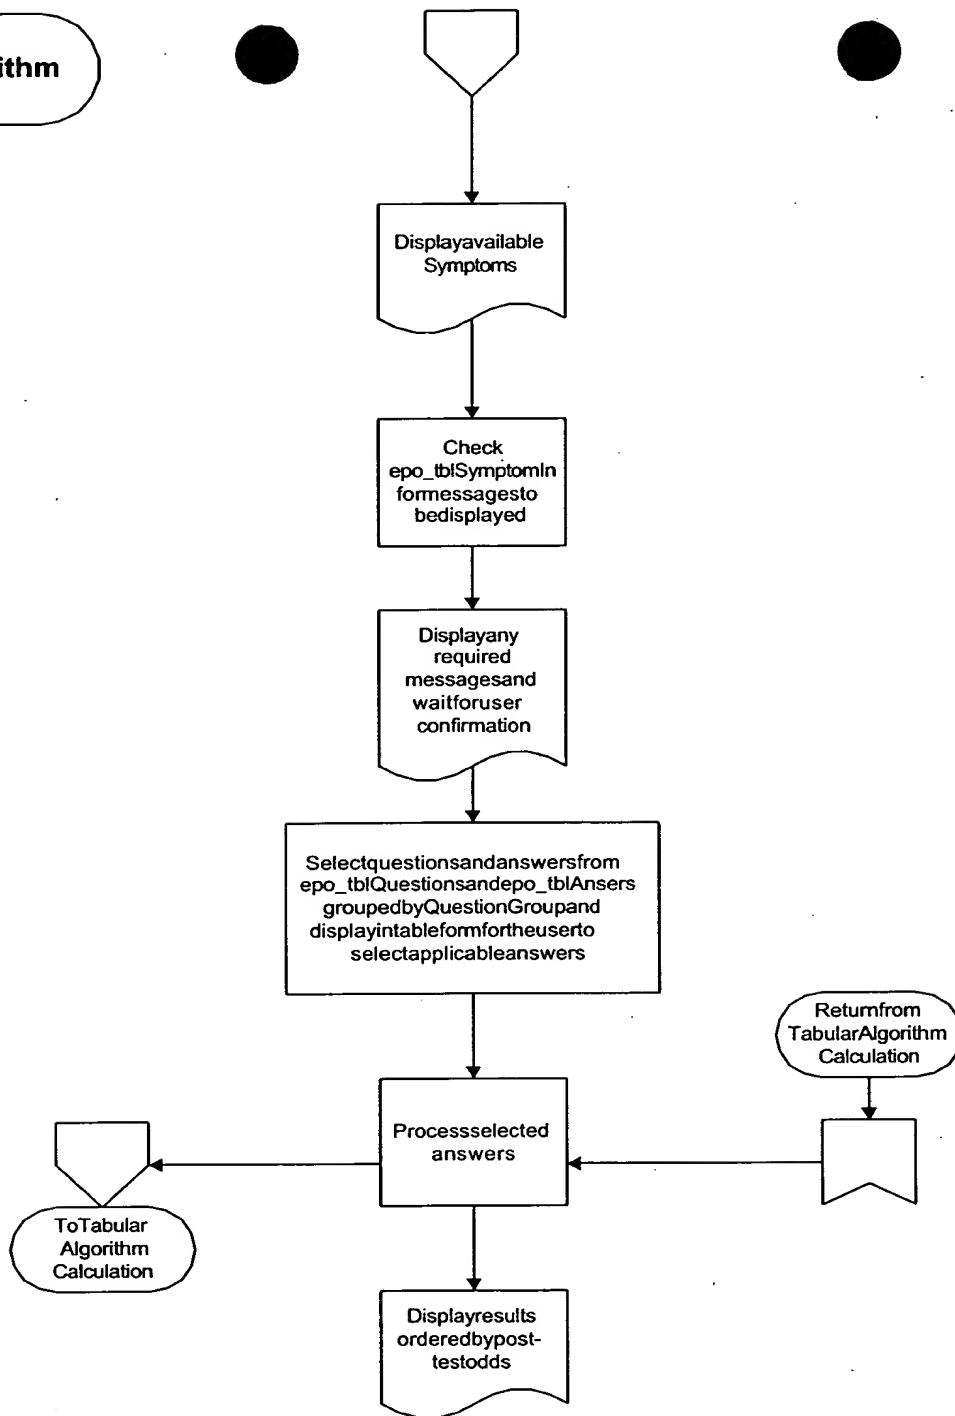 ithm
Displayavailable
Symptoms
Check
epo_tblSymptomIn
formessagesto
bedisplayed
Displayany
required
messagesand
waitforuser
confirmation
Selectquestionsandanswersfrom
epo_tblQuestionsandepo_tblAnsers
groupedbyQuestionGroupand
displayintableformfortheuserto
selectapplicableanswers
Returnfrom
TabularAlgorithm
Calculation
Processselected
answers
ToTabular
Algorithm
Calculation
Displayresults
orderedbypost-
testodds